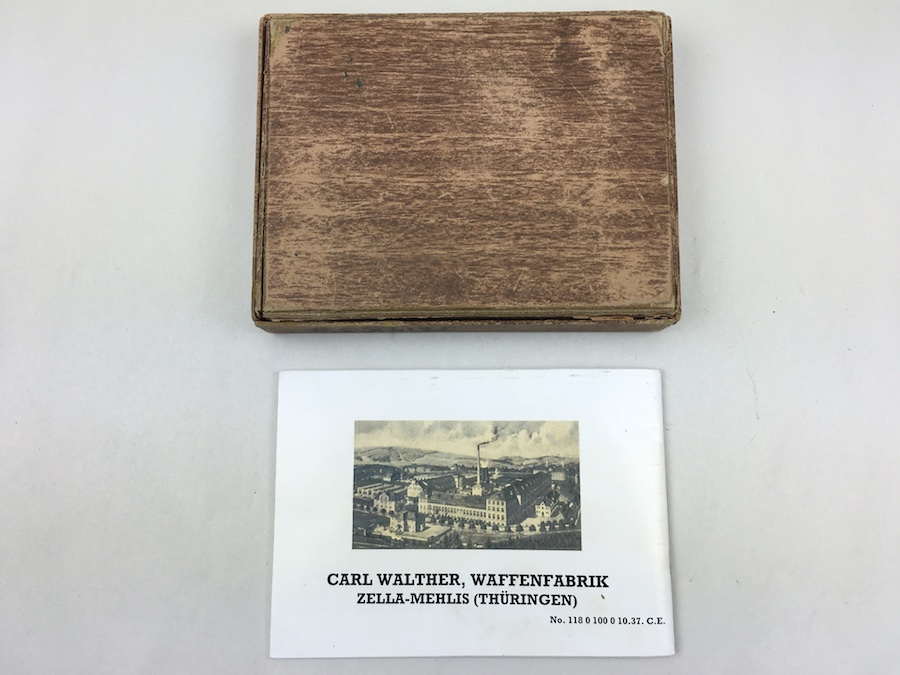 CARL WALTHER, WAFFENFABRIK
ZELLA-MEHLIS (THÜRINGEN)
No. 118 0 100 0 10.37. C.E.